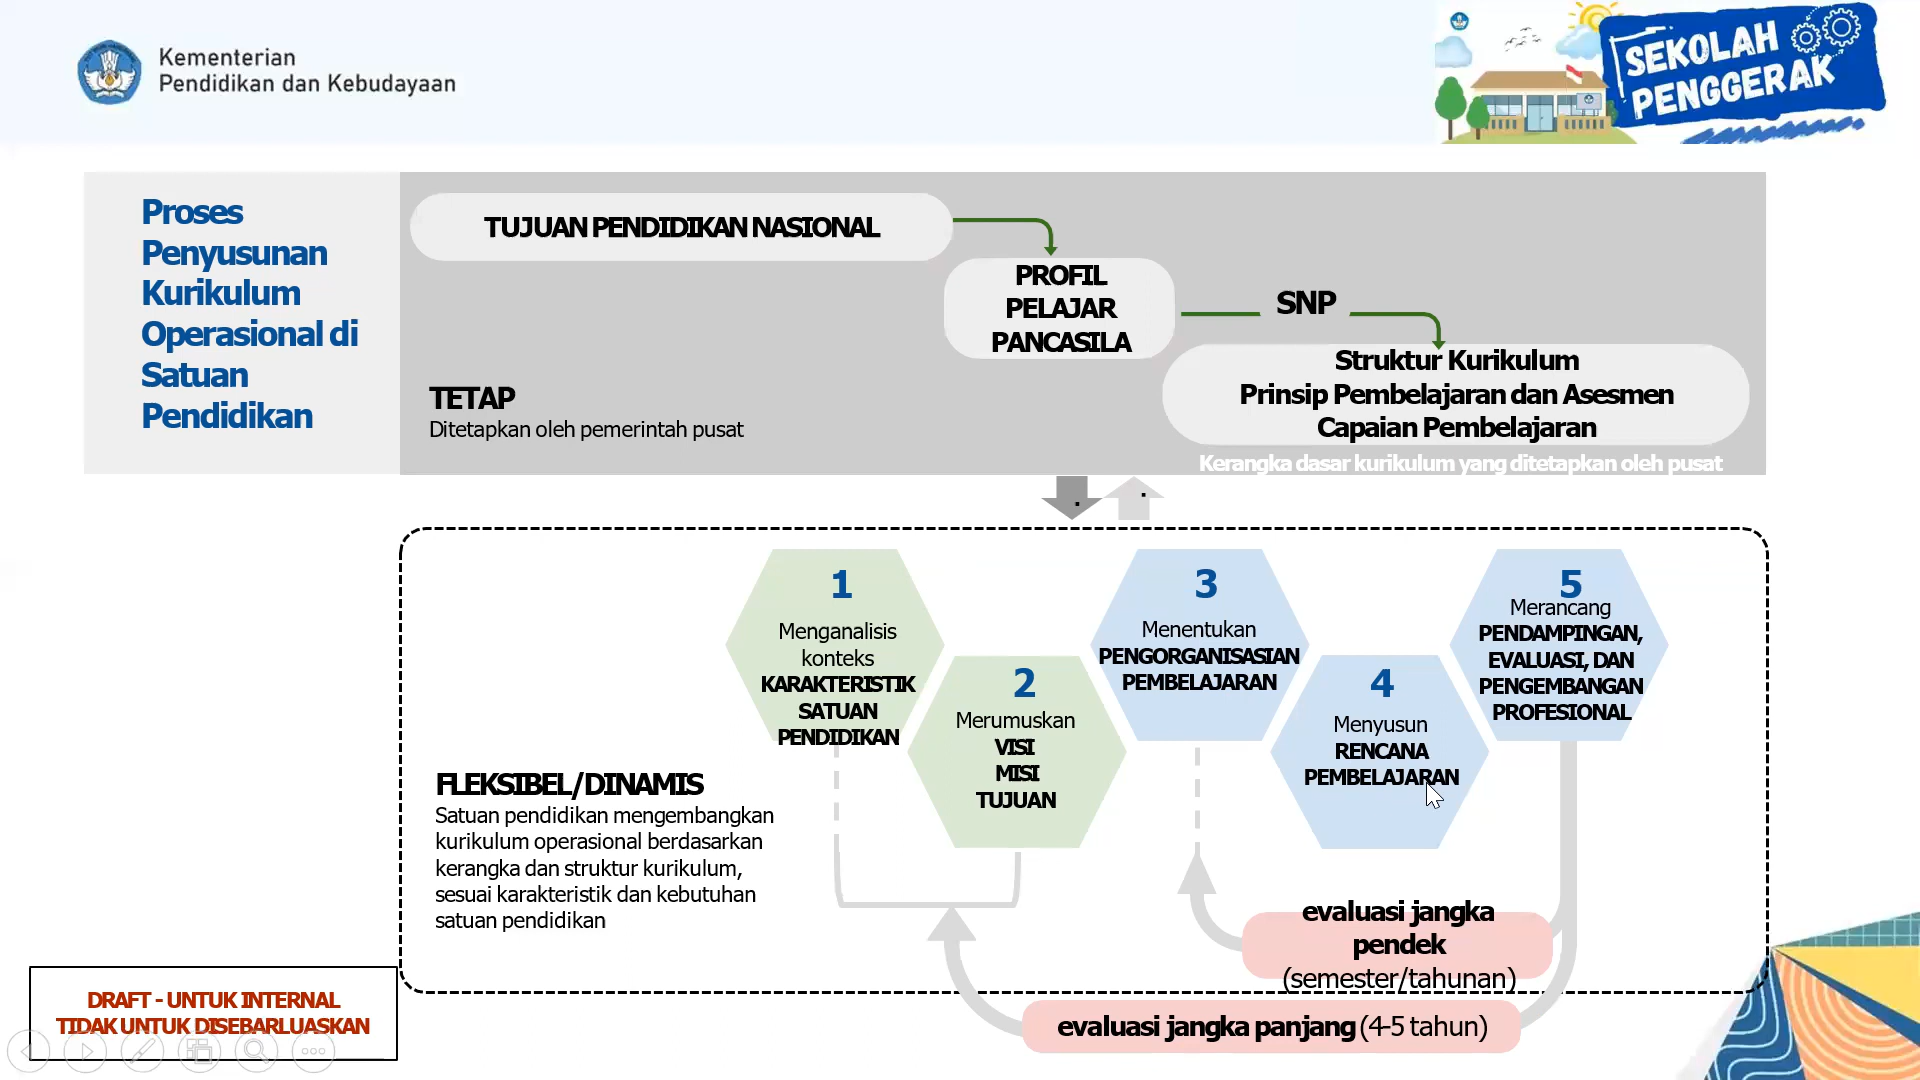 Kementerian
Pendidikan dan Kebudayaan
SEKOLAH
PENGGERAK
Proses
Penyusunan
Kurikulum
Operasional di
Satuan
Pendidikan
TUJUAN PENDIDIKAN NASIONAL
PROFIL
PELAJAR
PANCASILA
SNP
Struktur Kurikulum
Prinsip Pembelajaran dan Asesmen
Capaian Pembelajaran
Kerangka dasar kurikulum yang ditetapkan oleh pusat
TETAP
Ditetapkan oleh pemerintah pusat
.
.
1
Menganalisis
konteks
KARAKTERISTIK
SATUAN
PENDIDIKAN
2
Merumuskan
VISI
MISI
TUJUAN
3
Menentukan
PENGORGANISASIAN
PEMBELAJARAN
4
Menyusun
RENCANA
PEMBELAJARAN
5
Merancang
PENDAMPINGAN,
EVALUASI, DAN
PENGEMBANGAN
PROFESIONAL
FLEKSIBEL/DINAMIS
Satuan pendidikan mengembangkan
kurikulum operasional berdasarkan
kerangka dan struktur kurikulum,
sesuai karakteristik dan kebutuhan
satuan pendidikan
evaluasi jangka
pendek
(semester/tahunan)
evaluasi jangka panjang (4-5 tahun)
DRAFT - UNTUK INTERNAL
TIDAK UNTUK DISEBARLUASKAN